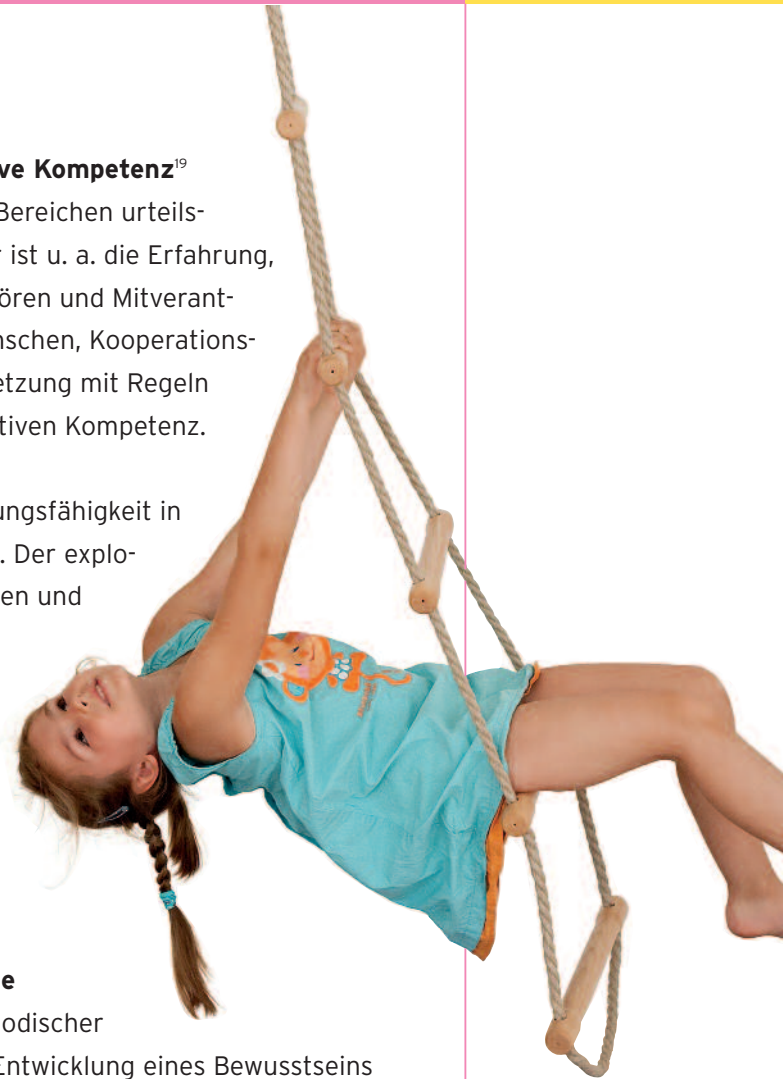 ve Kompetenz¹⁹
Bereichen urteils-
r ist u. a. die Erfahrung,
ören und Mitverant-
nschen, Kooperations-
etzung mit Regeln
tiven Kompetenz.
ungsfähigkeit in
. Der explo-
en und
e
odischer
Entwicklung eines Bewusstseins